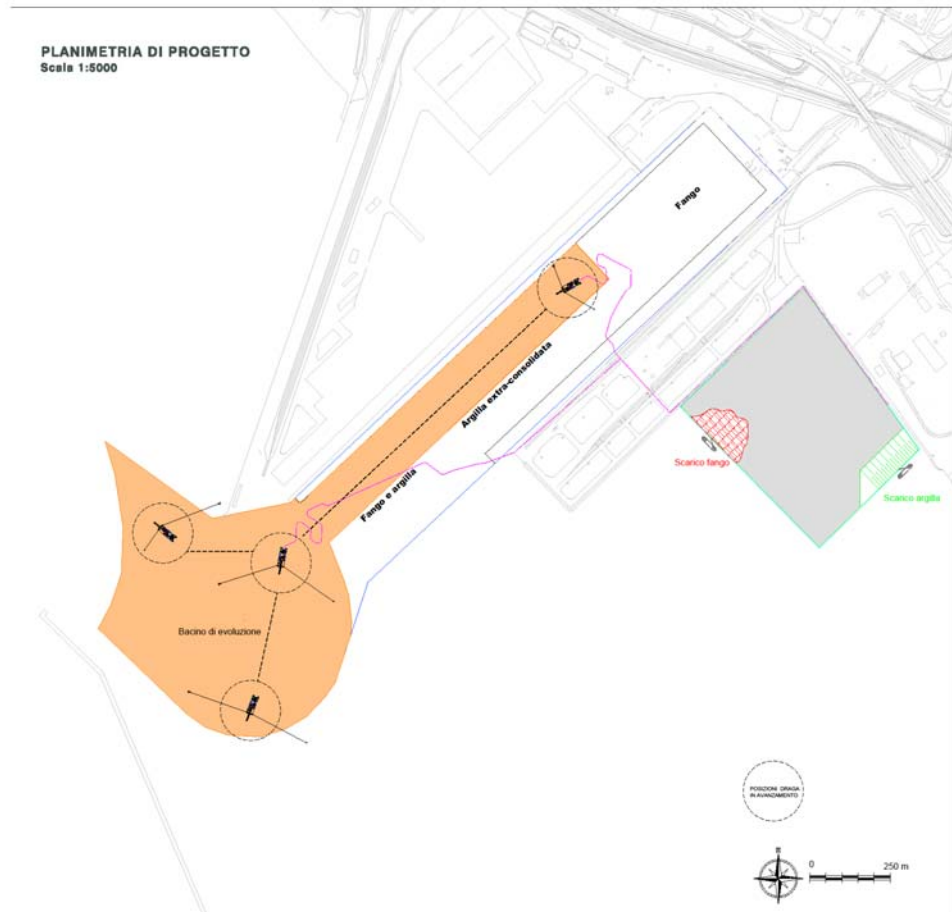 PLANIMETRIA DI PROGETTO
Scala 1:5000
Fango
Argilla extra-consolidata
Fango e argilla
Scarico fango
Scarico argilla
Bacino di evoluzione
POSIZIONI DRAGA
IN AVANZAMENTO
N
0 250 m